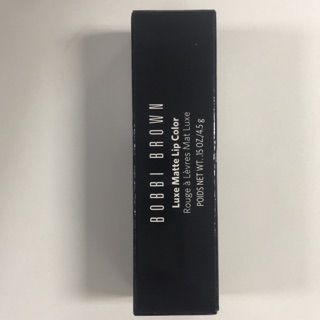 BOBBI BROWN
Luxe Matte Lip Color
Rouge à Lèvres Mat Luxe
POIDS NET WT. .15 OZ./4.5 g